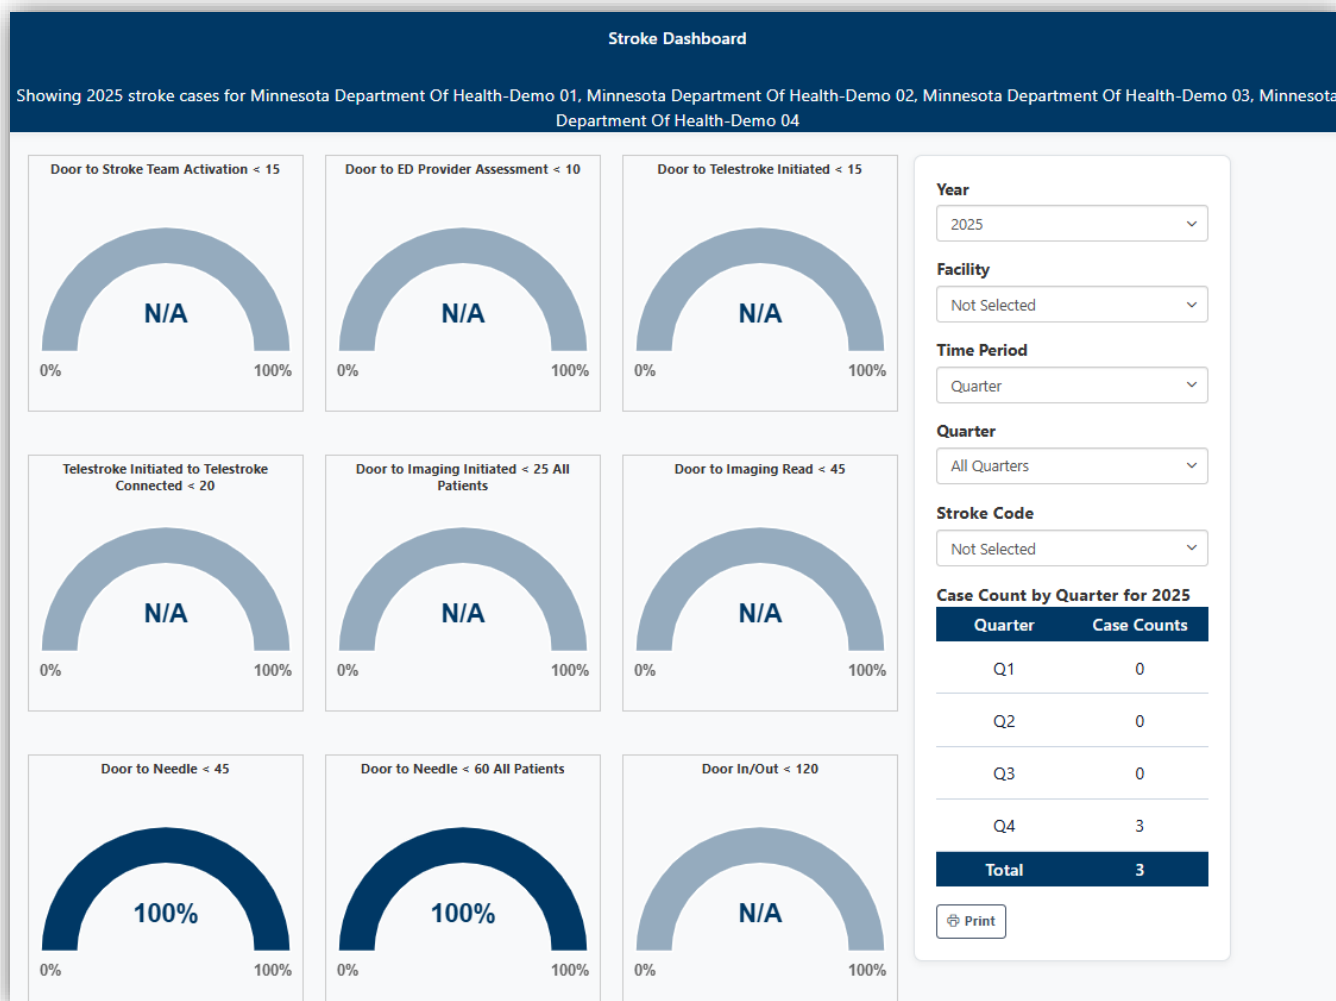 Stroke Dashboard
Showing 2025 stroke cases for Minnesota Department Of Health-Demo 01, Minnesota Department Of Health-Demo 02, Minnesota Department Of Health-Demo 03, Minnesota
Department Of Health-Demo 04
Door to Stroke Team Activation < 15
N/A
0%
100%
Door to ED Provider Assessment < 10
N/A
0%
100%
Door to Telestroke Initiated < 15
N/A
0%
100%
Telestroke Initiated to Telestroke
Connected < 20
N/A
0%
100%
Door to Imaging Initiated < 25 All
Patients
N/A
0%
100%
Door to Imaging Read < 45
N/A
0%
100%
Door to Needle < 45
100%
0%
100%
Door to Needle < 60 All Patients
100%
0%
100%
Door In/Out < 120
N/A
0%
100%
Year
2025
Facility
Not Selected
Time Period
Quarter
Quarter
All Quarters
Stroke Code
Not Selected
Case Count by Quarter for 2025
Quarter Case Counts
Q1 0
Q2 0
Q3 0
Q4 3
Total 3
Print